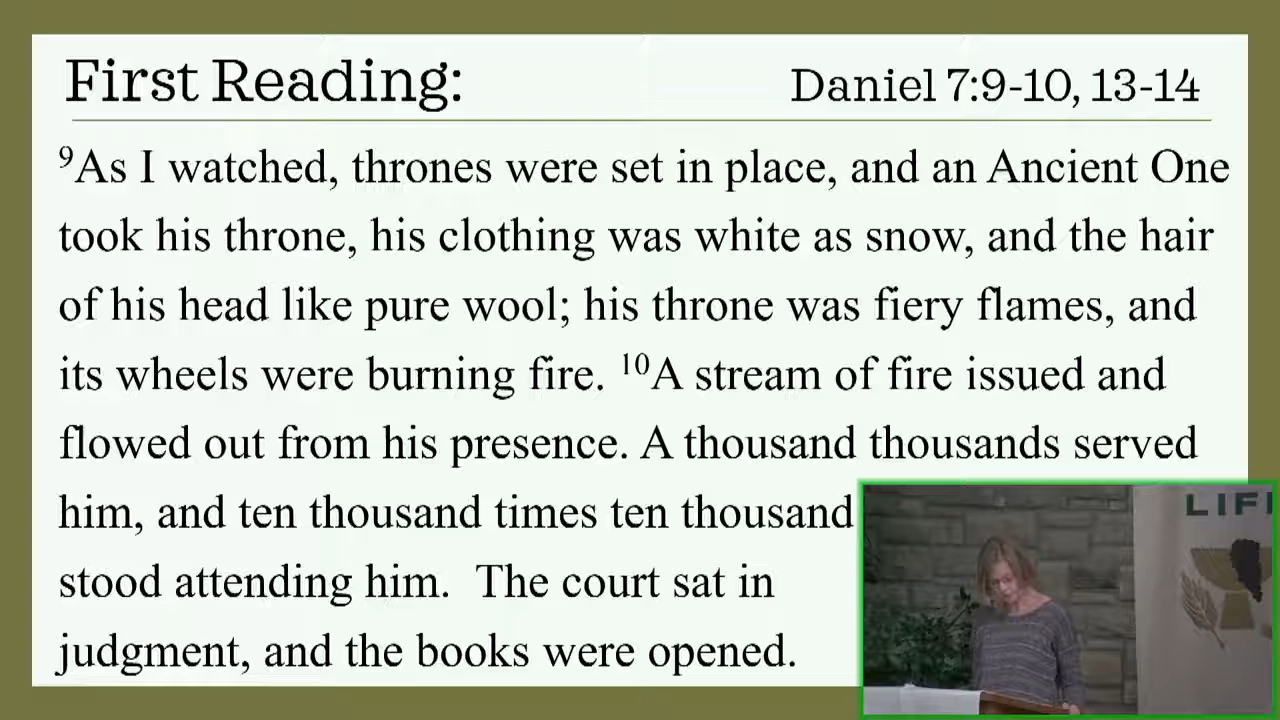 First Reading:
Daniel 7:9-10, 13-14
⁹As I watched, thrones were set in place, and an Ancient One
took his throne, his clothing was white as snow, and the hair
of his head like pure wool; his throne was fiery flames, and
its wheels were burning fire. ¹⁰A stream of fire issued and
flowed out from his presence. A thousand thousands served
him, and ten thousand times ten thousand
stood attending him.  The court sat in
judgment, and the books were opened.
LIF